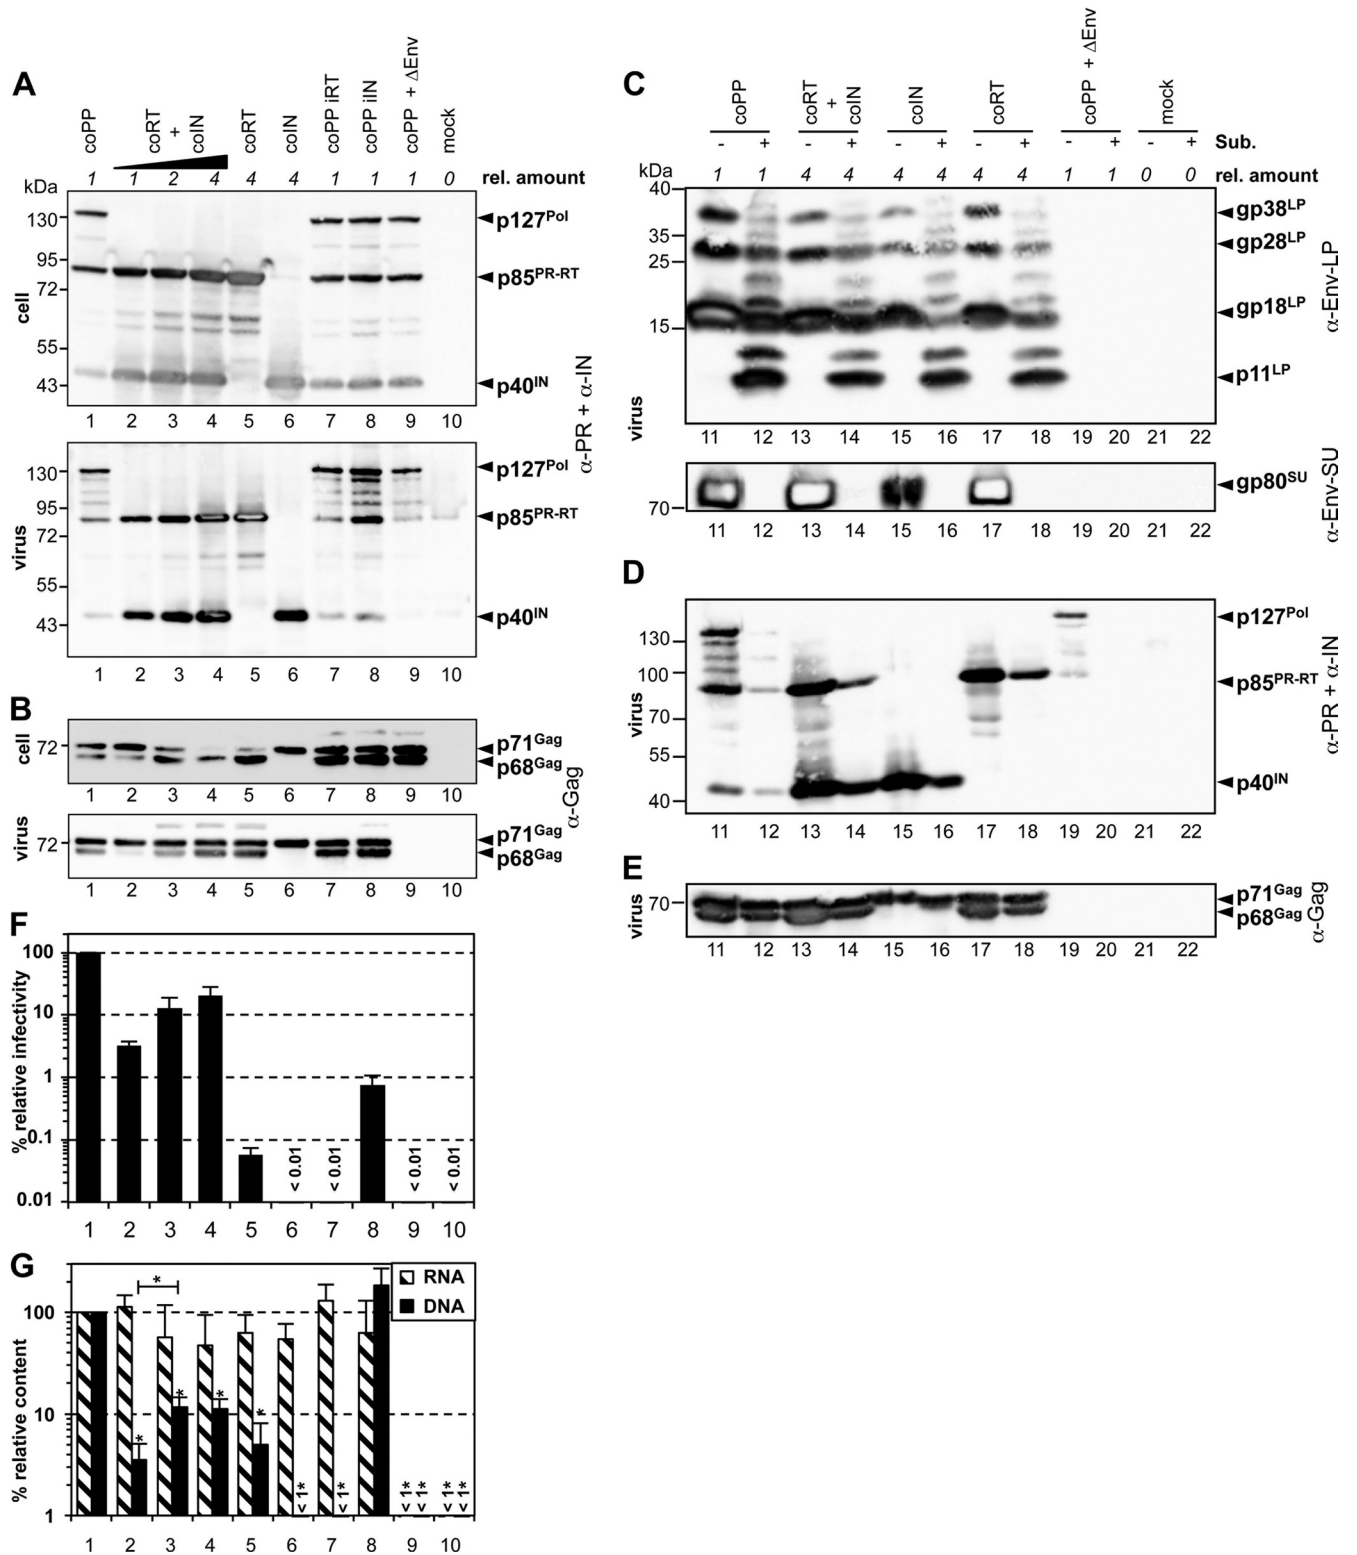 A
coPP
coRT + coIN
coRT
coIN
coPP iRT
coPP iIN
coPP + ΔEnv
mock
kDa 1 1 2 4 4 4 1 1 1 0 rel. amount
cell
130
95
72
55
43
p127Pol
p85PR-RT
p40IN
1 2 3 4 5 6 7 8 9 10
virus
130
95
72
55
43
p127Pol
p85PR-RT
p40IN
1 2 3 4 5 6 7 8 9 10
α-PR + α-IN
B
cell
72
p71Gag
p68Gag
1 2 3 4 5 6 7 8 9 10
virus
72
p71Gag
p68Gag
1 2 3 4 5 6 7 8 9 10
α-Gag
F
% relative infectivity
100
10
1
0.1
0.01
< 0.01
< 0.01
< 0.01
< 0.01
1 2 3 4 5 6 7 8 9 10
G
% relative content
100
10
1
RNA
DNA
*
*
*
*
*
< 1*
< 1*
< 1*
< 1*
< 1*
< 1*
1 2 3 4 5 6 7 8 9 10
C
coPP
coRT + coIN
coIN
coRT
coPP + ΔEnv
mock
- + - + - + - + - + - + Sub.
kDa 1 1 4 4 4 4 4 4 1 1 0 0 rel. amount
40
35
25
15
virus
gp38LP
gp28LP
gp18LP
p11LP
α-Env-LP
11 12 13 14 15 16 17 18 19 20 21 22
70
gp80SU
α-Env-SU
11 12 13 14 15 16 17 18 19 20 21 22
D
virus
130
100
70
55
40
p127Pol
p85PR-RT
p40IN
α-PR + α-IN
11 12 13 14 15 16 17 18 19 20 21 22
E
virus
70
p71Gag
p68Gag
α-Gag
11 12 13 14 15 16 17 18 19 20 21 22